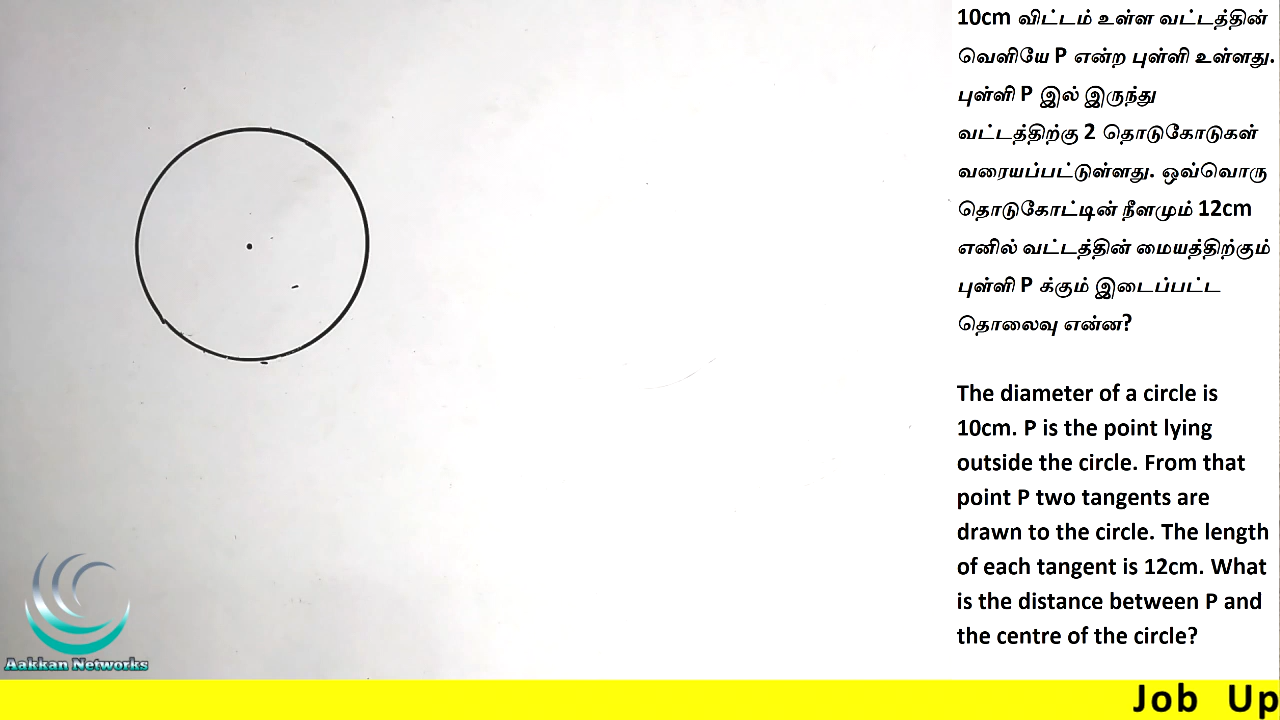 10cm விட்டம் உள்ள வட்டத்தின்
வெளியே P என்ற புள்ளி உள்ளது.
புள்ளி P இல் இருந்து
வட்டத்திற்கு 2 தொடுகோடுகள்
வரையப்பட்டுள்ளது. ஒவ்வொரு
தொடுகோட்டின் நீளமும் 12cm
எனில் வட்டத்தின் மையத்திற்கும்
புள்ளி P க்கும் இடைப்பட்ட
தொலைவு என்ன?
The diameter of a circle is
10cm. P is the point lying
outside the circle. From that
point P two tangents are
drawn to the circle. The length
of each tangent is 12cm. What
is the distance between P and
the centre of the circle?
Aakkan Networks
Job Up